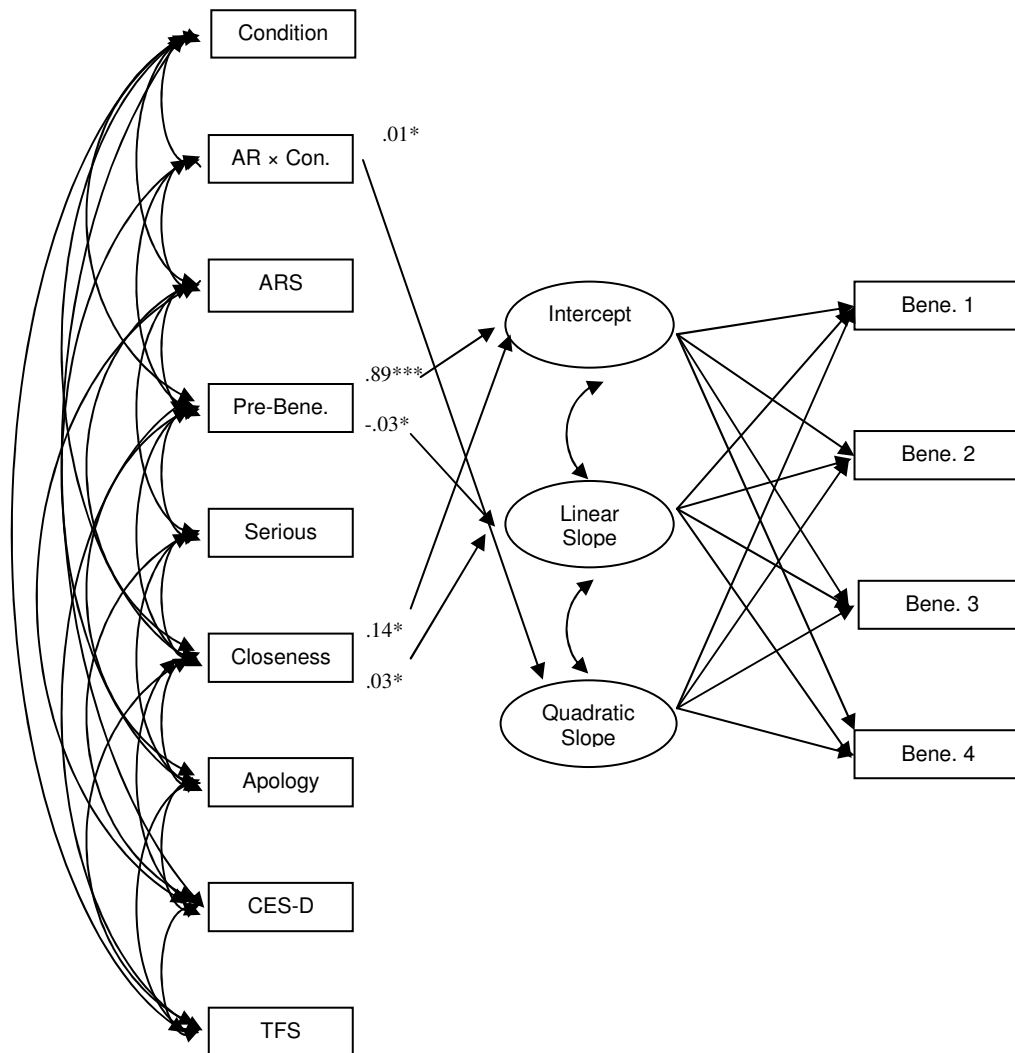 Condition
AR × Con.
.01*
ARS
Pre-Bene.
.89***
-.03*
Serious
Closeness
.14*
.03*
Apology
CES-D
TFS
Intercept
Linear
Slope
Quadratic
Slope
Bene. 1
Bene. 2
Bene. 3
Bene. 4